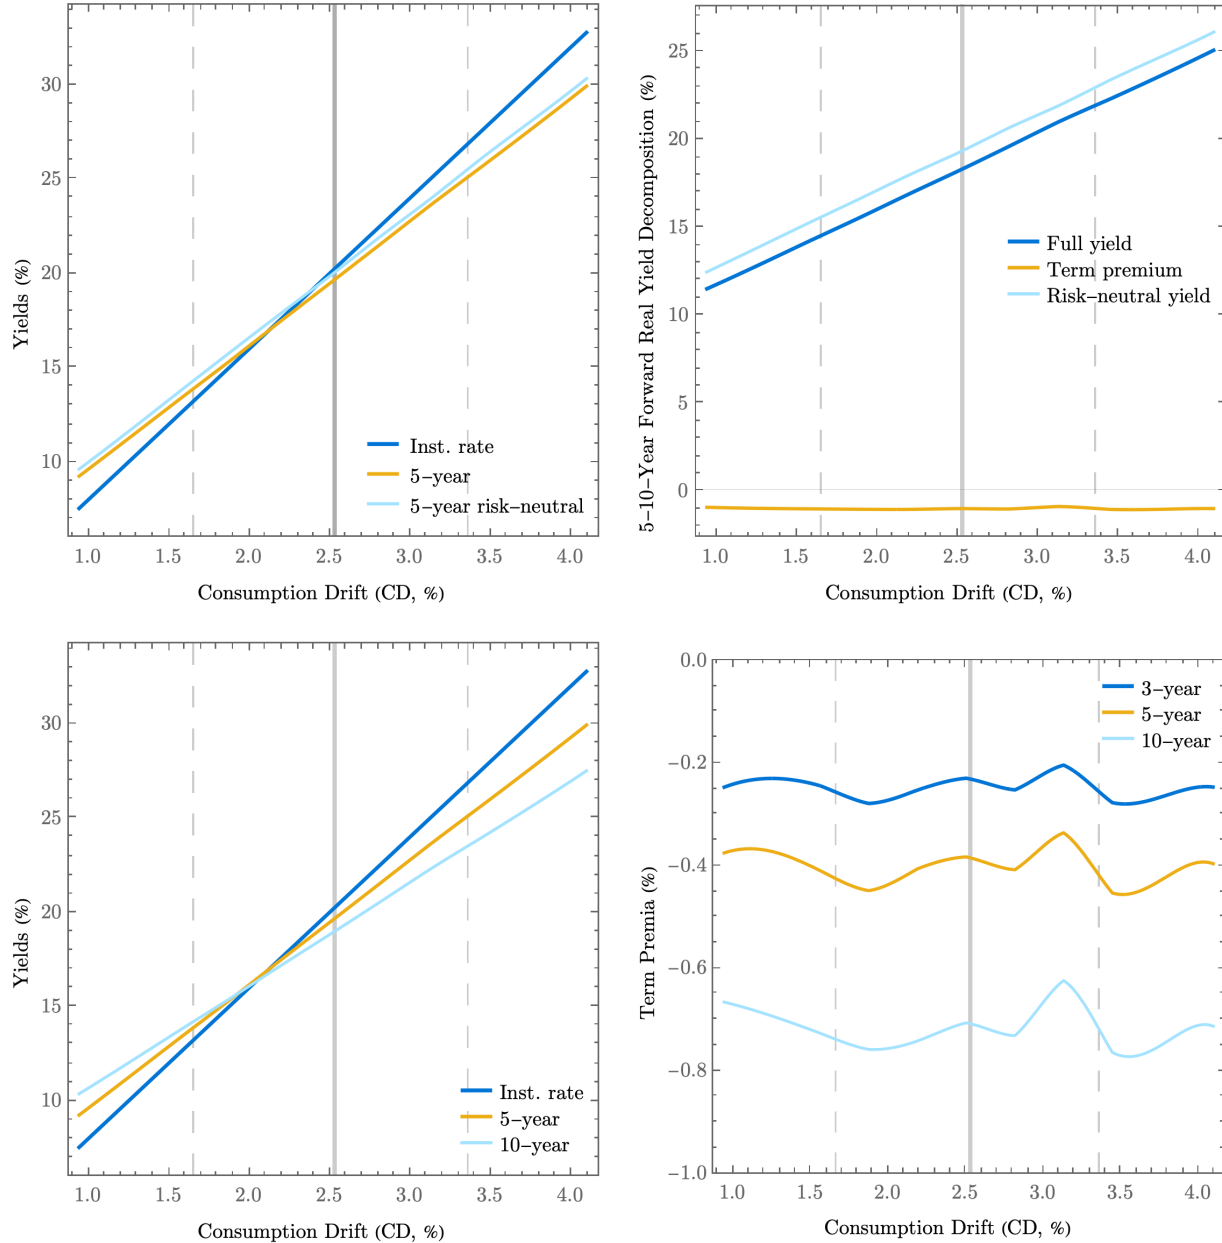 Yields (%)
30
25
20
15
10
1.0 1.5 2.0 2.5 3.0 3.5 4.0
Consumption Drift (CD, %)
Inst. rate
5–year
5–year risk–neutral
5–10–Year Forward Real Yield Decomposition (%)
25
20
15
10
5
0
1.0 1.5 2.0 2.5 3.0 3.5 4.0
Consumption Drift (CD, %)
Full yield
Term premium
Risk–neutral yield
Yields (%)
30
25
20
15
10
1.0 1.5 2.0 2.5 3.0 3.5 4.0
Consumption Drift (CD, %)
Inst. rate
5–year
10–year
Term Premia (%)
0.0
−0.2
−0.4
−0.6
−0.8
−1.0
1.0 1.5 2.0 2.5 3.0 3.5 4.0
Consumption Drift (CD, %)
3–year
5–year
10–year